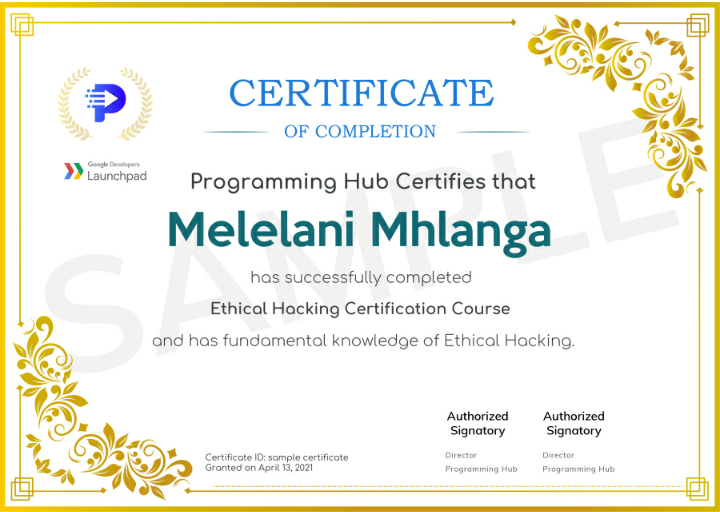 CERTIFICATE
OF COMPLETION
Google Developers
Launchpad
Programming Hub Certifies that
Melelani Mhlanga
has successfully completed
Ethical Hacking Certification Course
and has fundamental knowledge of Ethical Hacking.
SAMPLE
Authorized Authorized
Signatory Signatory
Director Director
Programming Hub Programming Hub
Certificate ID: sample certificate
Granted on April 13, 2021